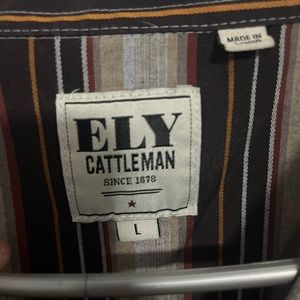 MADE IN
ELY
CATTLEMAN
SINCE 1878
L